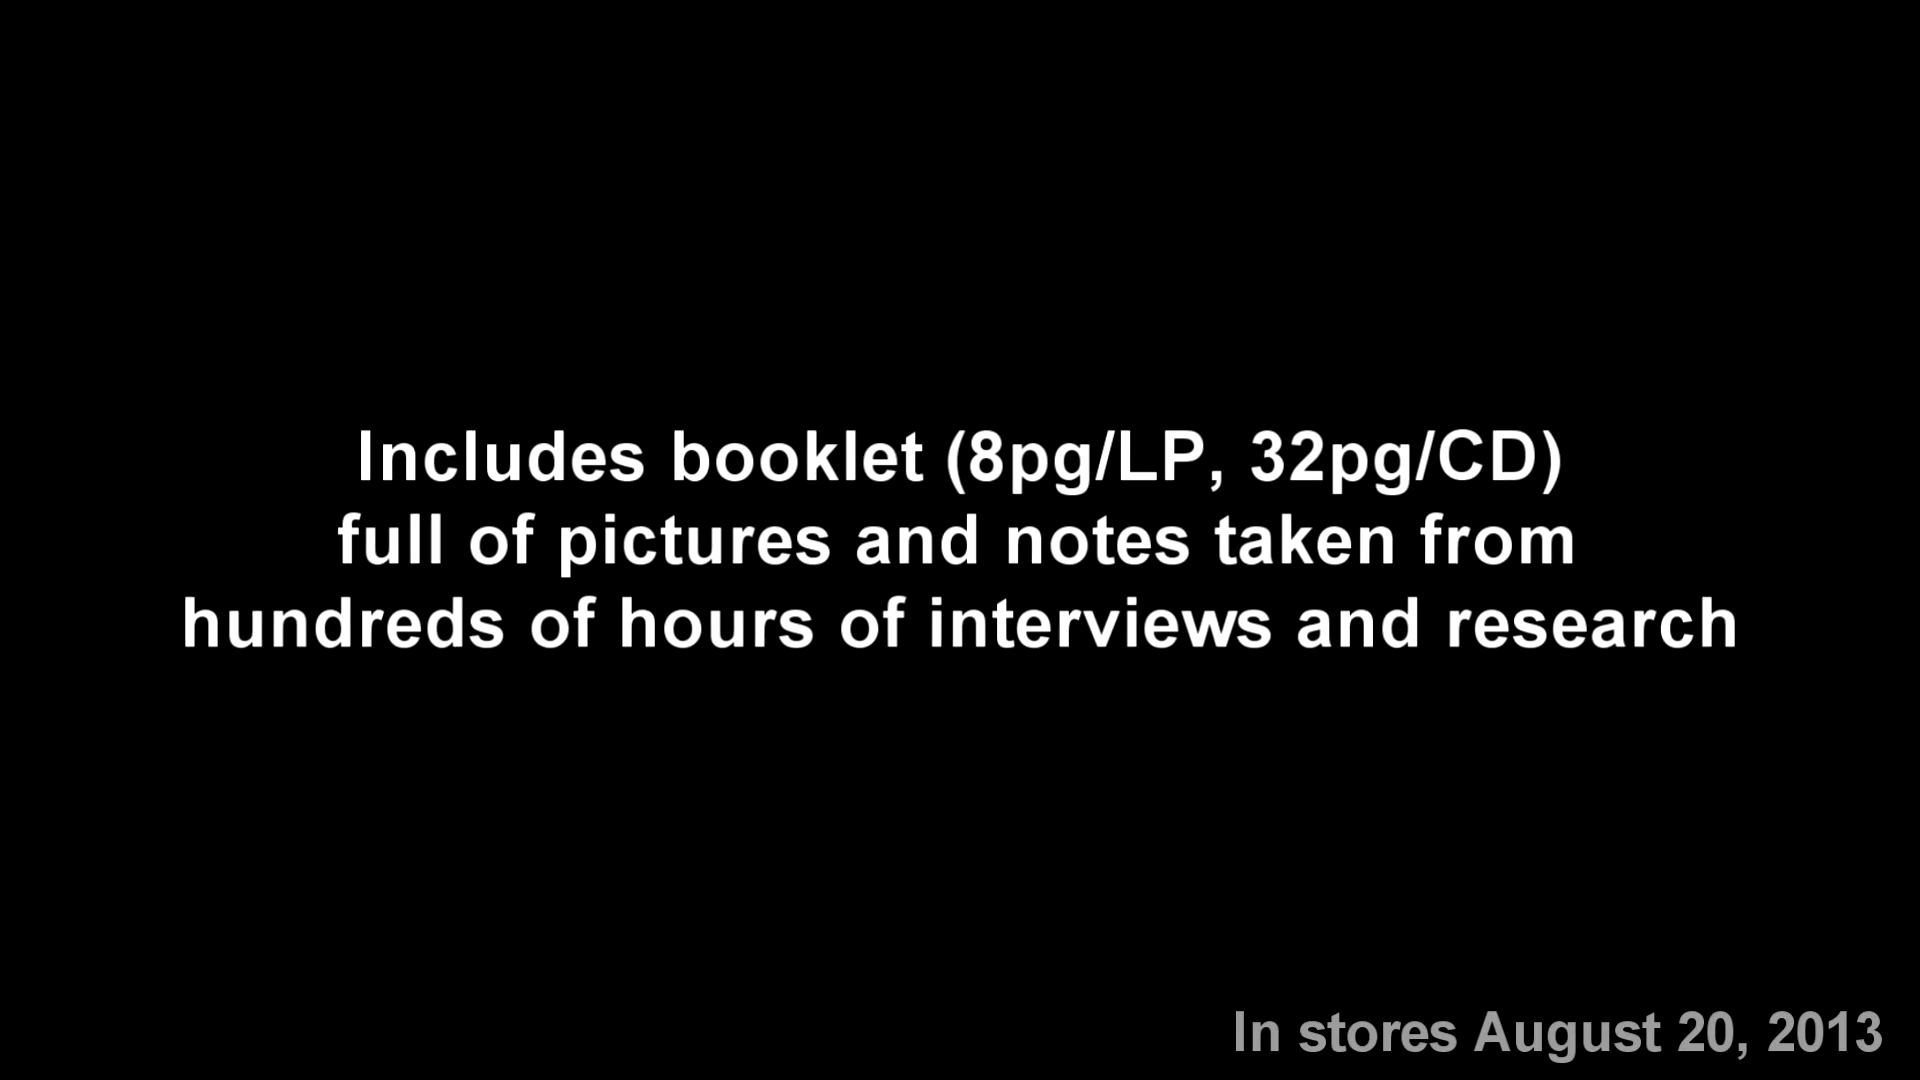 Includes booklet (8pg/LP, 32pg/CD)
full of pictures and notes taken from
hundreds of hours of interviews and research
In stores August 20, 2013